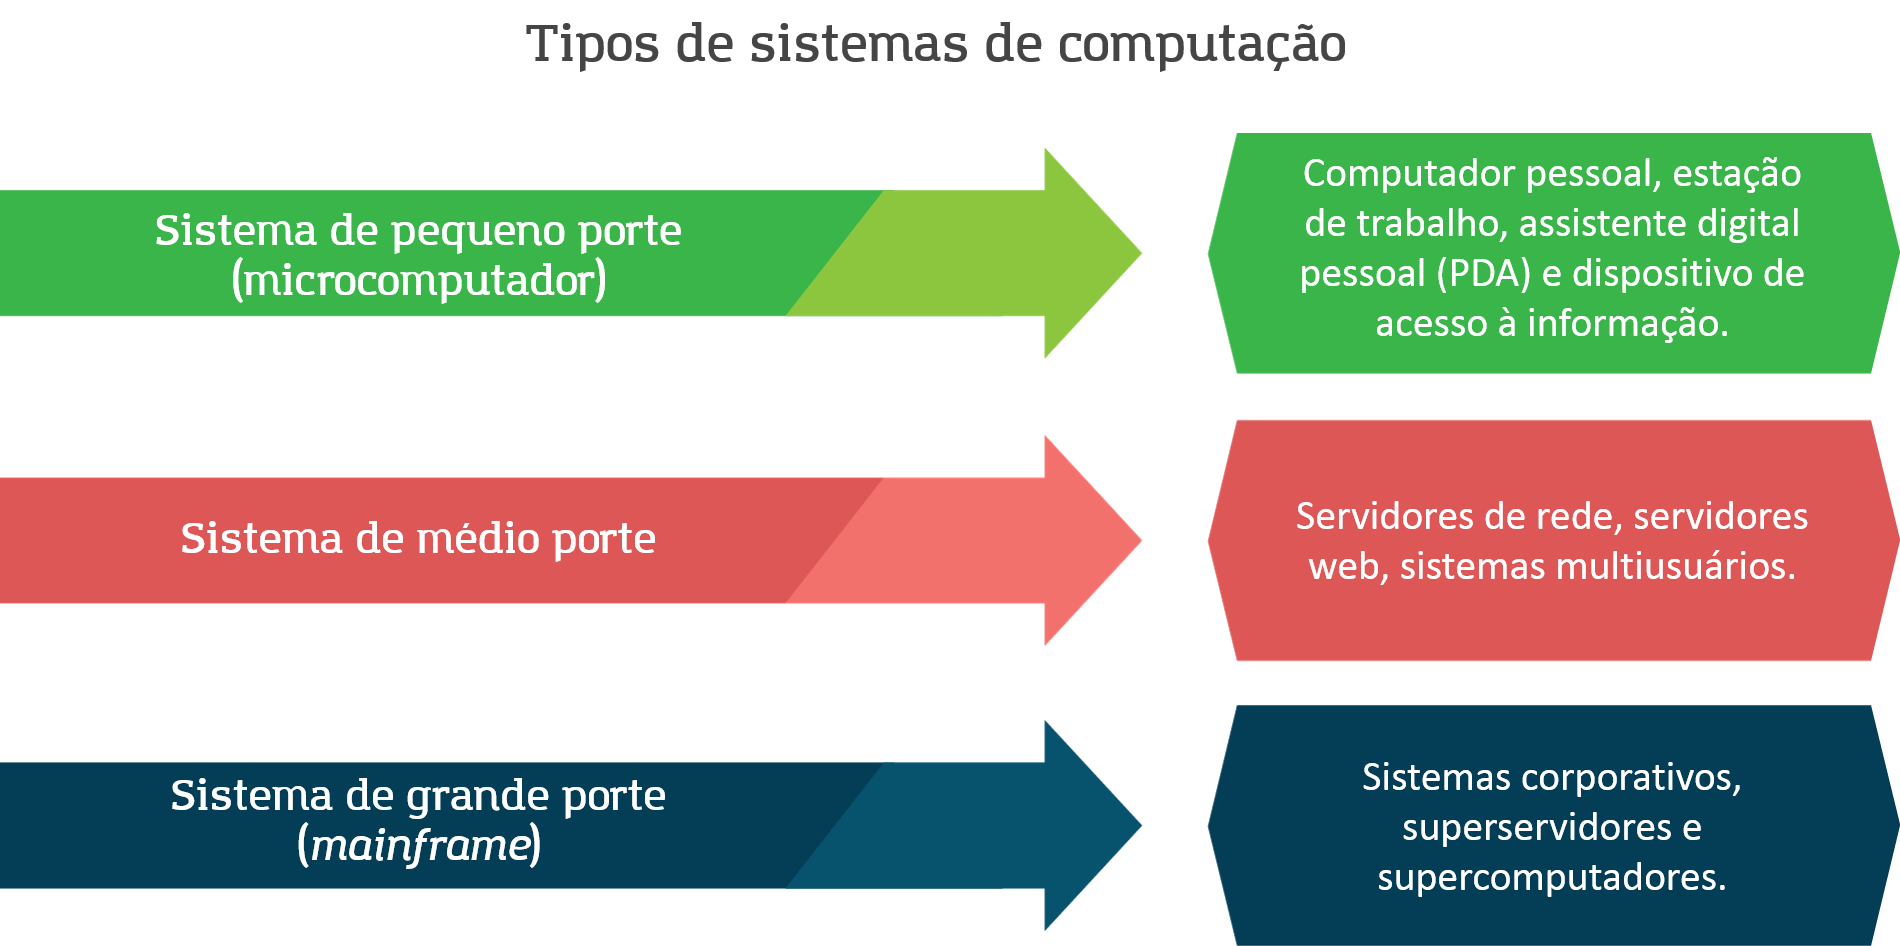 Tipos de sistemas de computação
Sistema de pequeno porte
(microcomputador)
Computador pessoal, estação
de trabalho, assistente digital
pessoal (PDA) e dispositivo de
acesso à informação.
Sistema de médio porte
Servidores de rede, servidores
web, sistemas multiusuários.
Sistema de grande porte
(mainframe)
Sistemas corporativos,
superservidores e
supercomputadores.